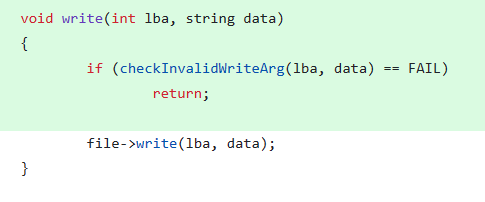 void write(int lba, string data)
{
        if (checkInvalidWriteArg(lba, data) == FAIL)
                return;

        file->write(lba, data);
}